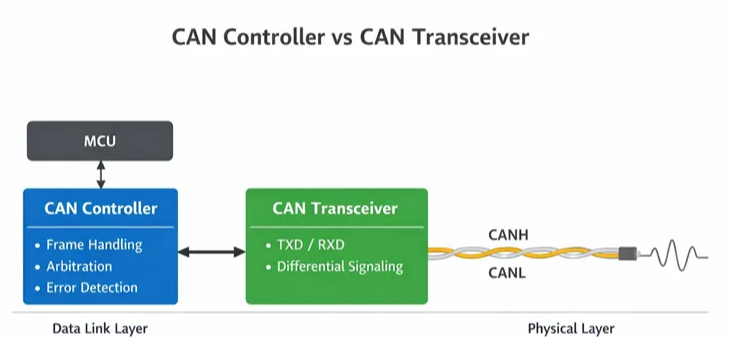 CAN Controller vs CAN Transceiver
MCU
CAN Controller
• Frame Handling
• Arbitration
• Error Detection
CAN Transceiver
• TXD / RXD
• Differential Signaling
CANH
CANL
Data Link Layer
Physical Layer